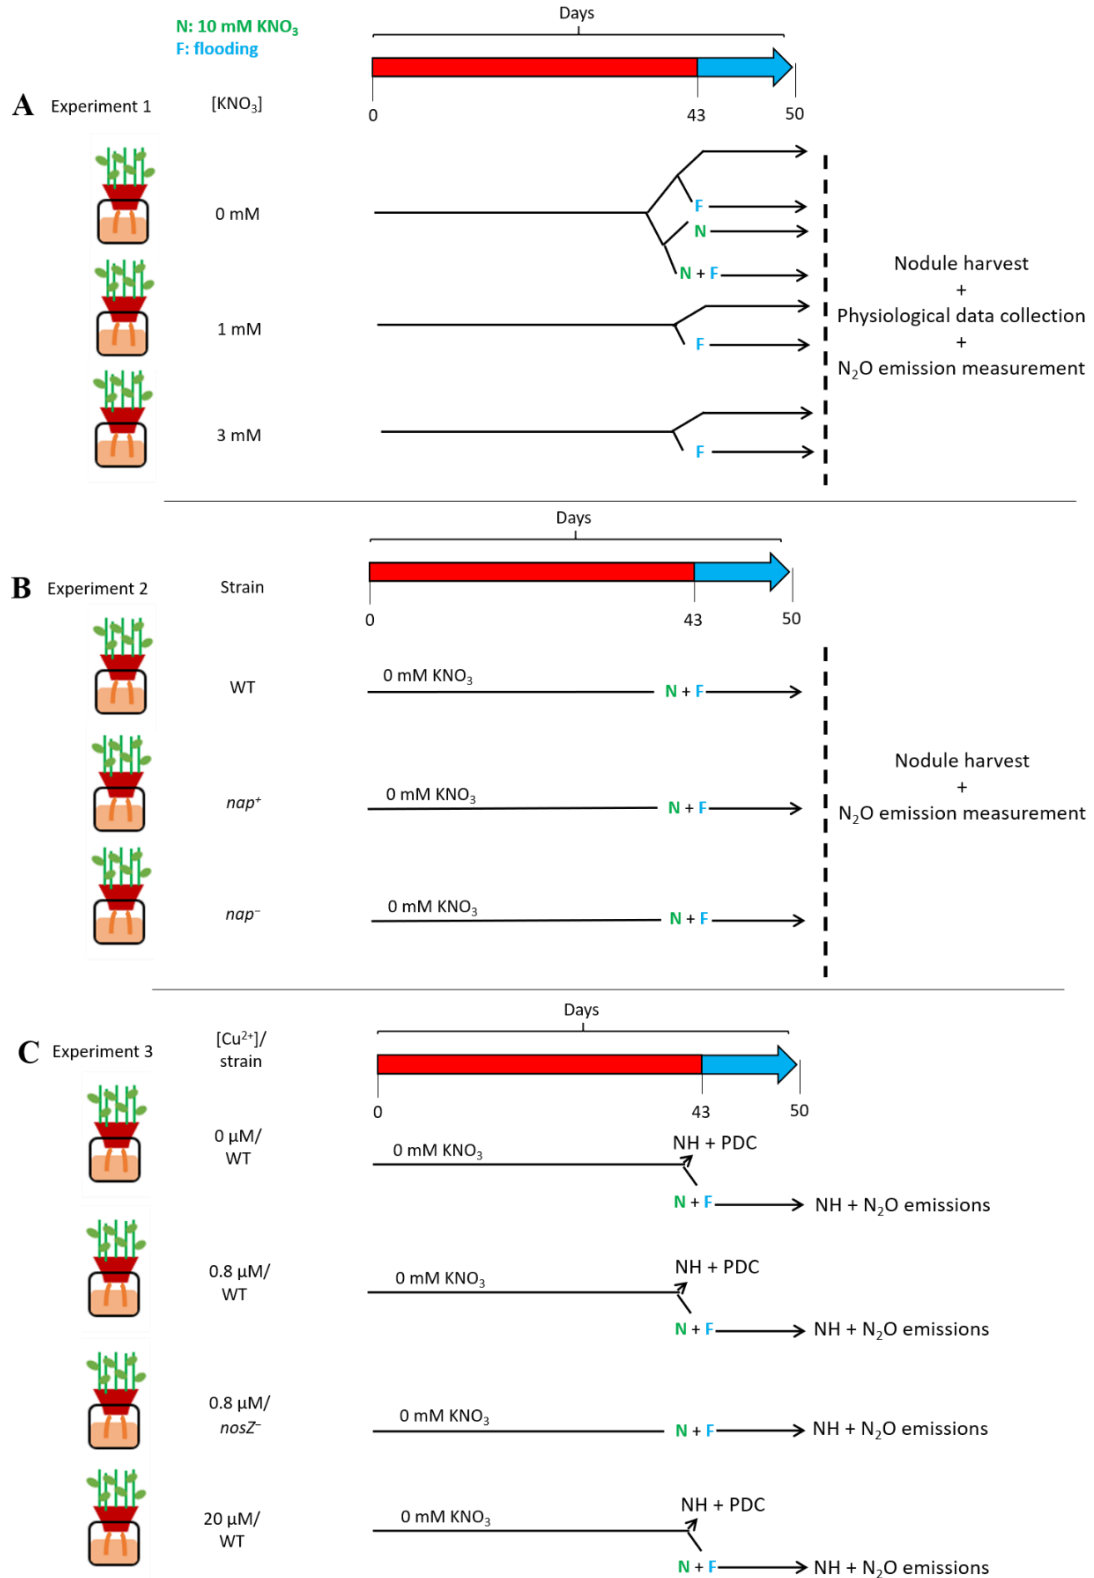 N: 10 mM KNO₃
F: flooding
Days
A Experiment 1
[KNO₃]
0
43
50
0 mM
F
N
N + F
1 mM
F
3 mM
F
Nodule harvest
+
Physiological data collection
+
N₂O emission measurement
Days
B Experiment 2
Strain
0
43
50
WT
0 mM KNO₃
N + F
nap⁺
0 mM KNO₃
N + F
nap⁻
0 mM KNO₃
N + F
Nodule harvest
+
N₂O emission measurement
Days
C Experiment 3
[Cu²⁺]/
strain
0
43
50
0 µM/
WT
0 mM KNO₃
NH + PDC
N + F
NH + N₂O emissions
0.8 µM/
WT
0 mM KNO₃
NH + PDC
N + F
NH + N₂O emissions
0.8 µM/
nosZ⁻
0 mM KNO₃
N + F
NH + N₂O emissions
20 µM/
WT
0 mM KNO₃
NH + PDC
N + F
NH + N₂O emissions